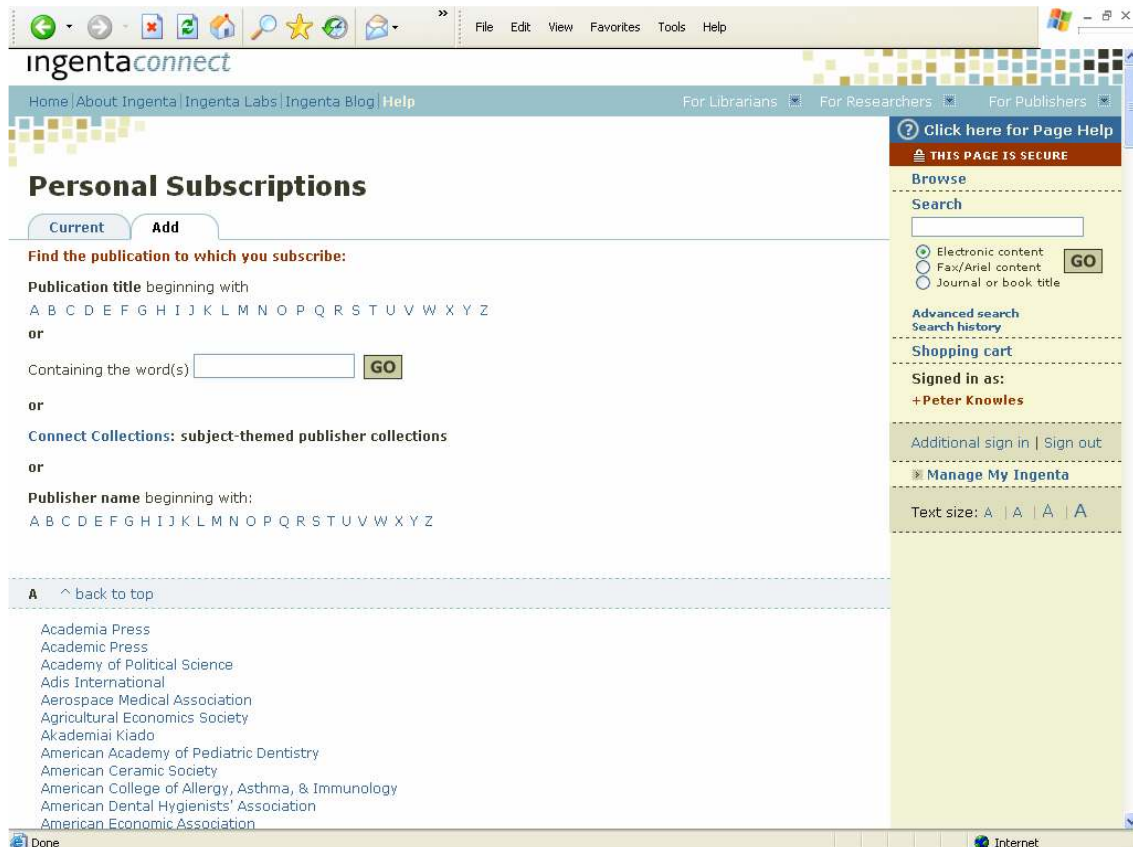 » File Edit View Favorites Tools Help
ingentaconnect
Home|About Ingenta|Ingenta Labs|Ingenta Blog|Help For Librarians For Researchers For Publishers
? Click here for Page Help
THIS PAGE IS SECURE
Personal Subscriptions
Current Add
Find the publication to which you subscribe:
Publication title beginning with
A B C D E F G H I J K L M N O P Q R S T U V W X Y Z
or
Containing the word(s) GO
or
Connect Collections: subject-themed publisher collections
or
Publisher name beginning with:
A B C D E F G H I J K L M N O P Q R S T U V W X Y Z
A ^ back to top
Academia Press
Academic Press
Academy of Political Science
Adis International
Aerospace Medical Association
Agricultural Economics Society
Akademiai Kiado
American Academy of Pediatric Dentistry
American Ceramic Society
American College of Allergy, Asthma, & Immunology
American Dental Hygienists' Association
American Economic Association
Browse
Search
Electronic content
Fax/Ariel content
Journal or book title
GO
Advanced search
Search history
Shopping cart
Signed in as:
+Peter Knowles
Additional sign in | Sign out
Manage My Ingenta
Text size: A | A | A | A
Done Internet